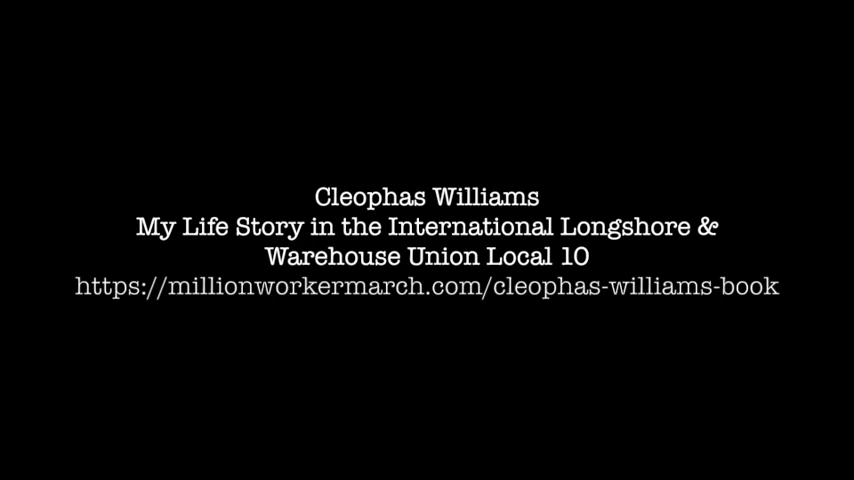 Cleophas Williams
My Life Story in the International Longshore &
Warehouse Union Local 10
https://millionworkermarch.com/cleophas-williams-book